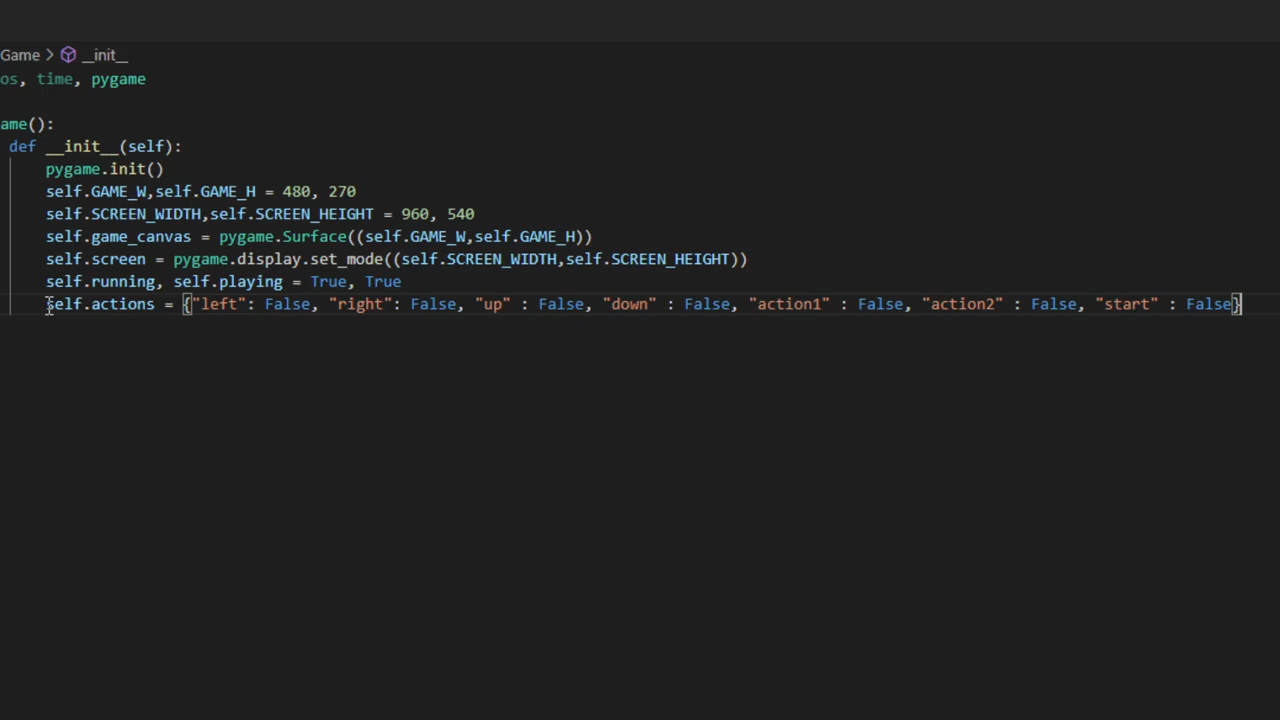 Game > __init__
os, time, pygame
ame():
def __init__(self):
pygame.init()
self.GAME_W,self.GAME_H = 480, 270
self.SCREEN_WIDTH,self.SCREEN_HEIGHT = 960, 540
self.game_canvas = pygame.Surface((self.GAME_W,self.GAME_H))
self.screen = pygame.display.set_mode((self.SCREEN_WIDTH,self.SCREEN_HEIGHT))
self.running, self.playing = True, True
self.actions = {"left": False, "right": False, "up" : False, "down" : False, "action1" : False, "action2" : False, "start" : False}